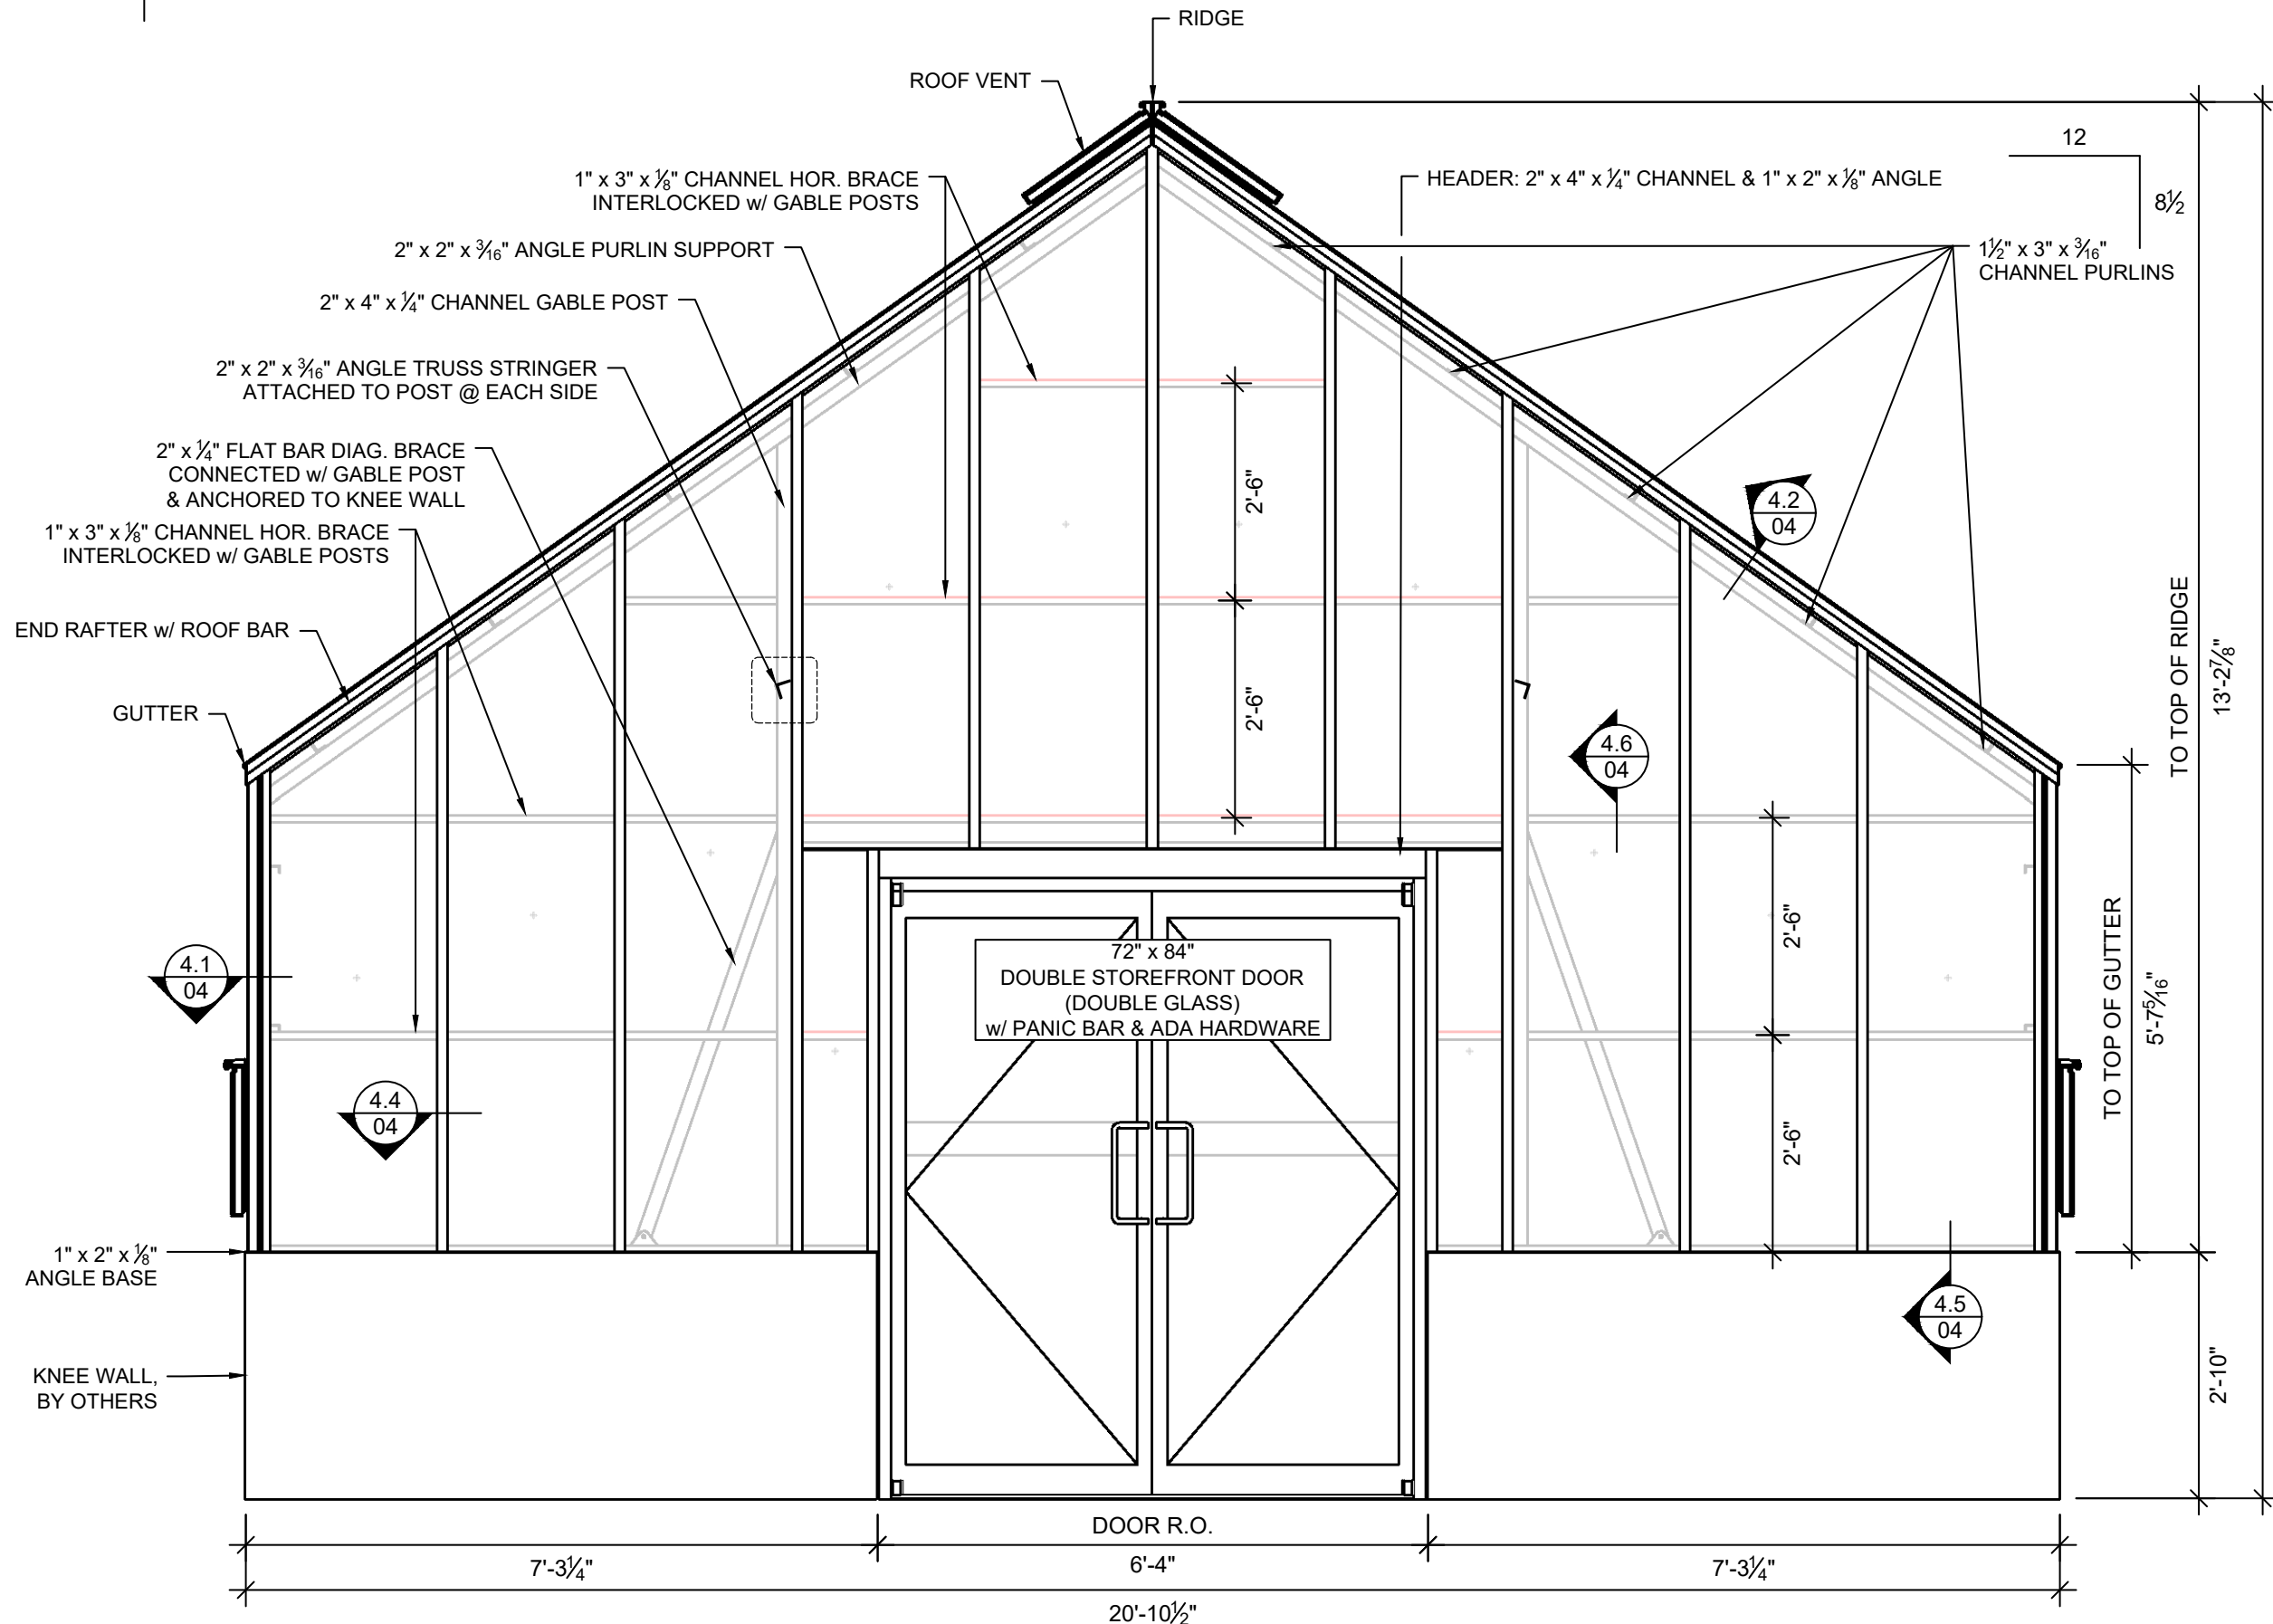 RIDGE
ROOF VENT
12
8½
1" x 3" x ⅛" CHANNEL HOR. BRACE
INTERLOCKED w/ GABLE POSTS
HEADER: 2" x 4" x ¼" CHANNEL & 1" x 2" x ⅛" ANGLE
2" x 2" x 3⁄16" ANGLE PURLIN SUPPORT
1½" x 3" x 3⁄16"
CHANNEL PURLINS
2" x 4" x ¼" CHANNEL GABLE POST
2" x 2" x 3⁄16" ANGLE TRUSS STRINGER
ATTACHED TO POST @ EACH SIDE
2" x ¼" FLAT BAR DIAG. BRACE
CONNECTED w/ GABLE POST
& ANCHORED TO KNEE WALL
1" x 3" x ⅛" CHANNEL HOR. BRACE
INTERLOCKED w/ GABLE POSTS
2'-6"
4.2
04
END RAFTER w/ ROOF BAR
GUTTER
2'-6"
4.6
04
TO TOP OF RIDGE
13'-2⅞"
4.1
04
72" x 84"
DOUBLE STOREFRONT DOOR
(DOUBLE GLASS)
w/ PANIC BAR & ADA HARDWARE
2'-6"
TO TOP OF GUTTER
5'-7 5⁄16"
4.4
04
2'-6"
1" x 2" x ⅛"
ANGLE BASE
4.5
04
KNEE WALL,
BY OTHERS
2'-10"
DOOR R.O.
7'-3¼"
6'-4"
7'-3¼"
20'-10½"